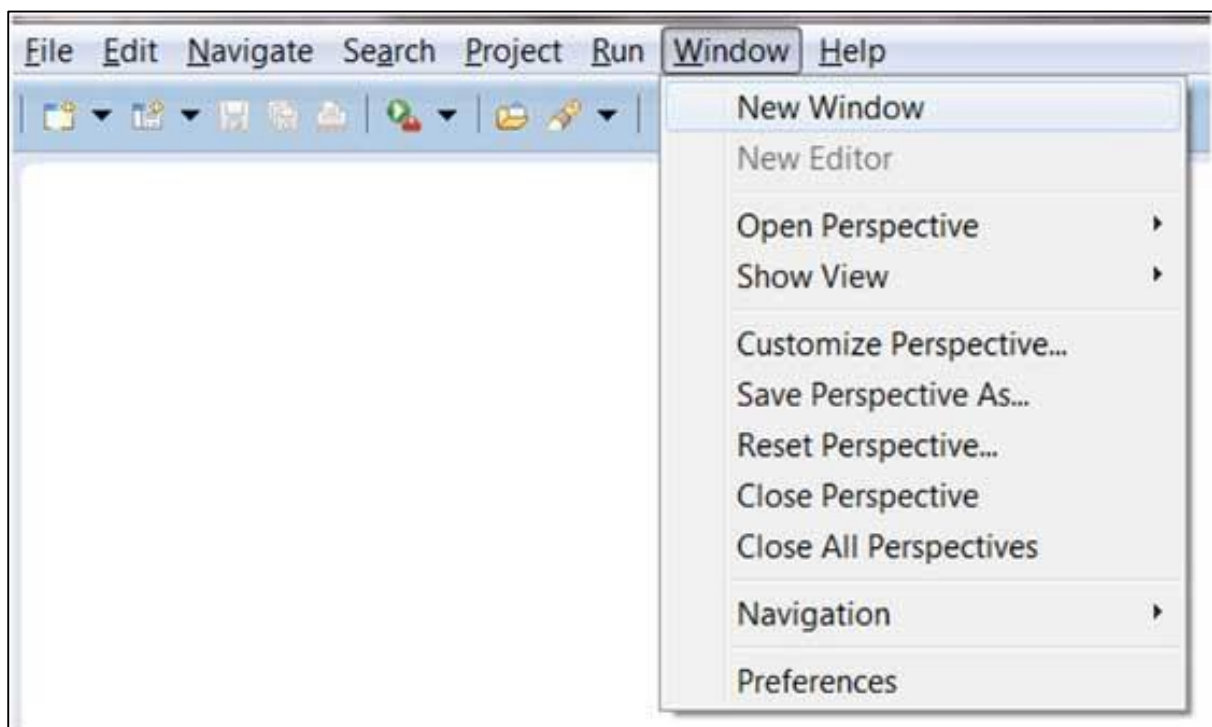 File Edit Navigate Search Project Run Window Help
New Window
New Editor
Open Perspective
Show View
Customize Perspective...
Save Perspective As...
Reset Perspective...
Close Perspective
Close All Perspectives
Navigation
Preferences